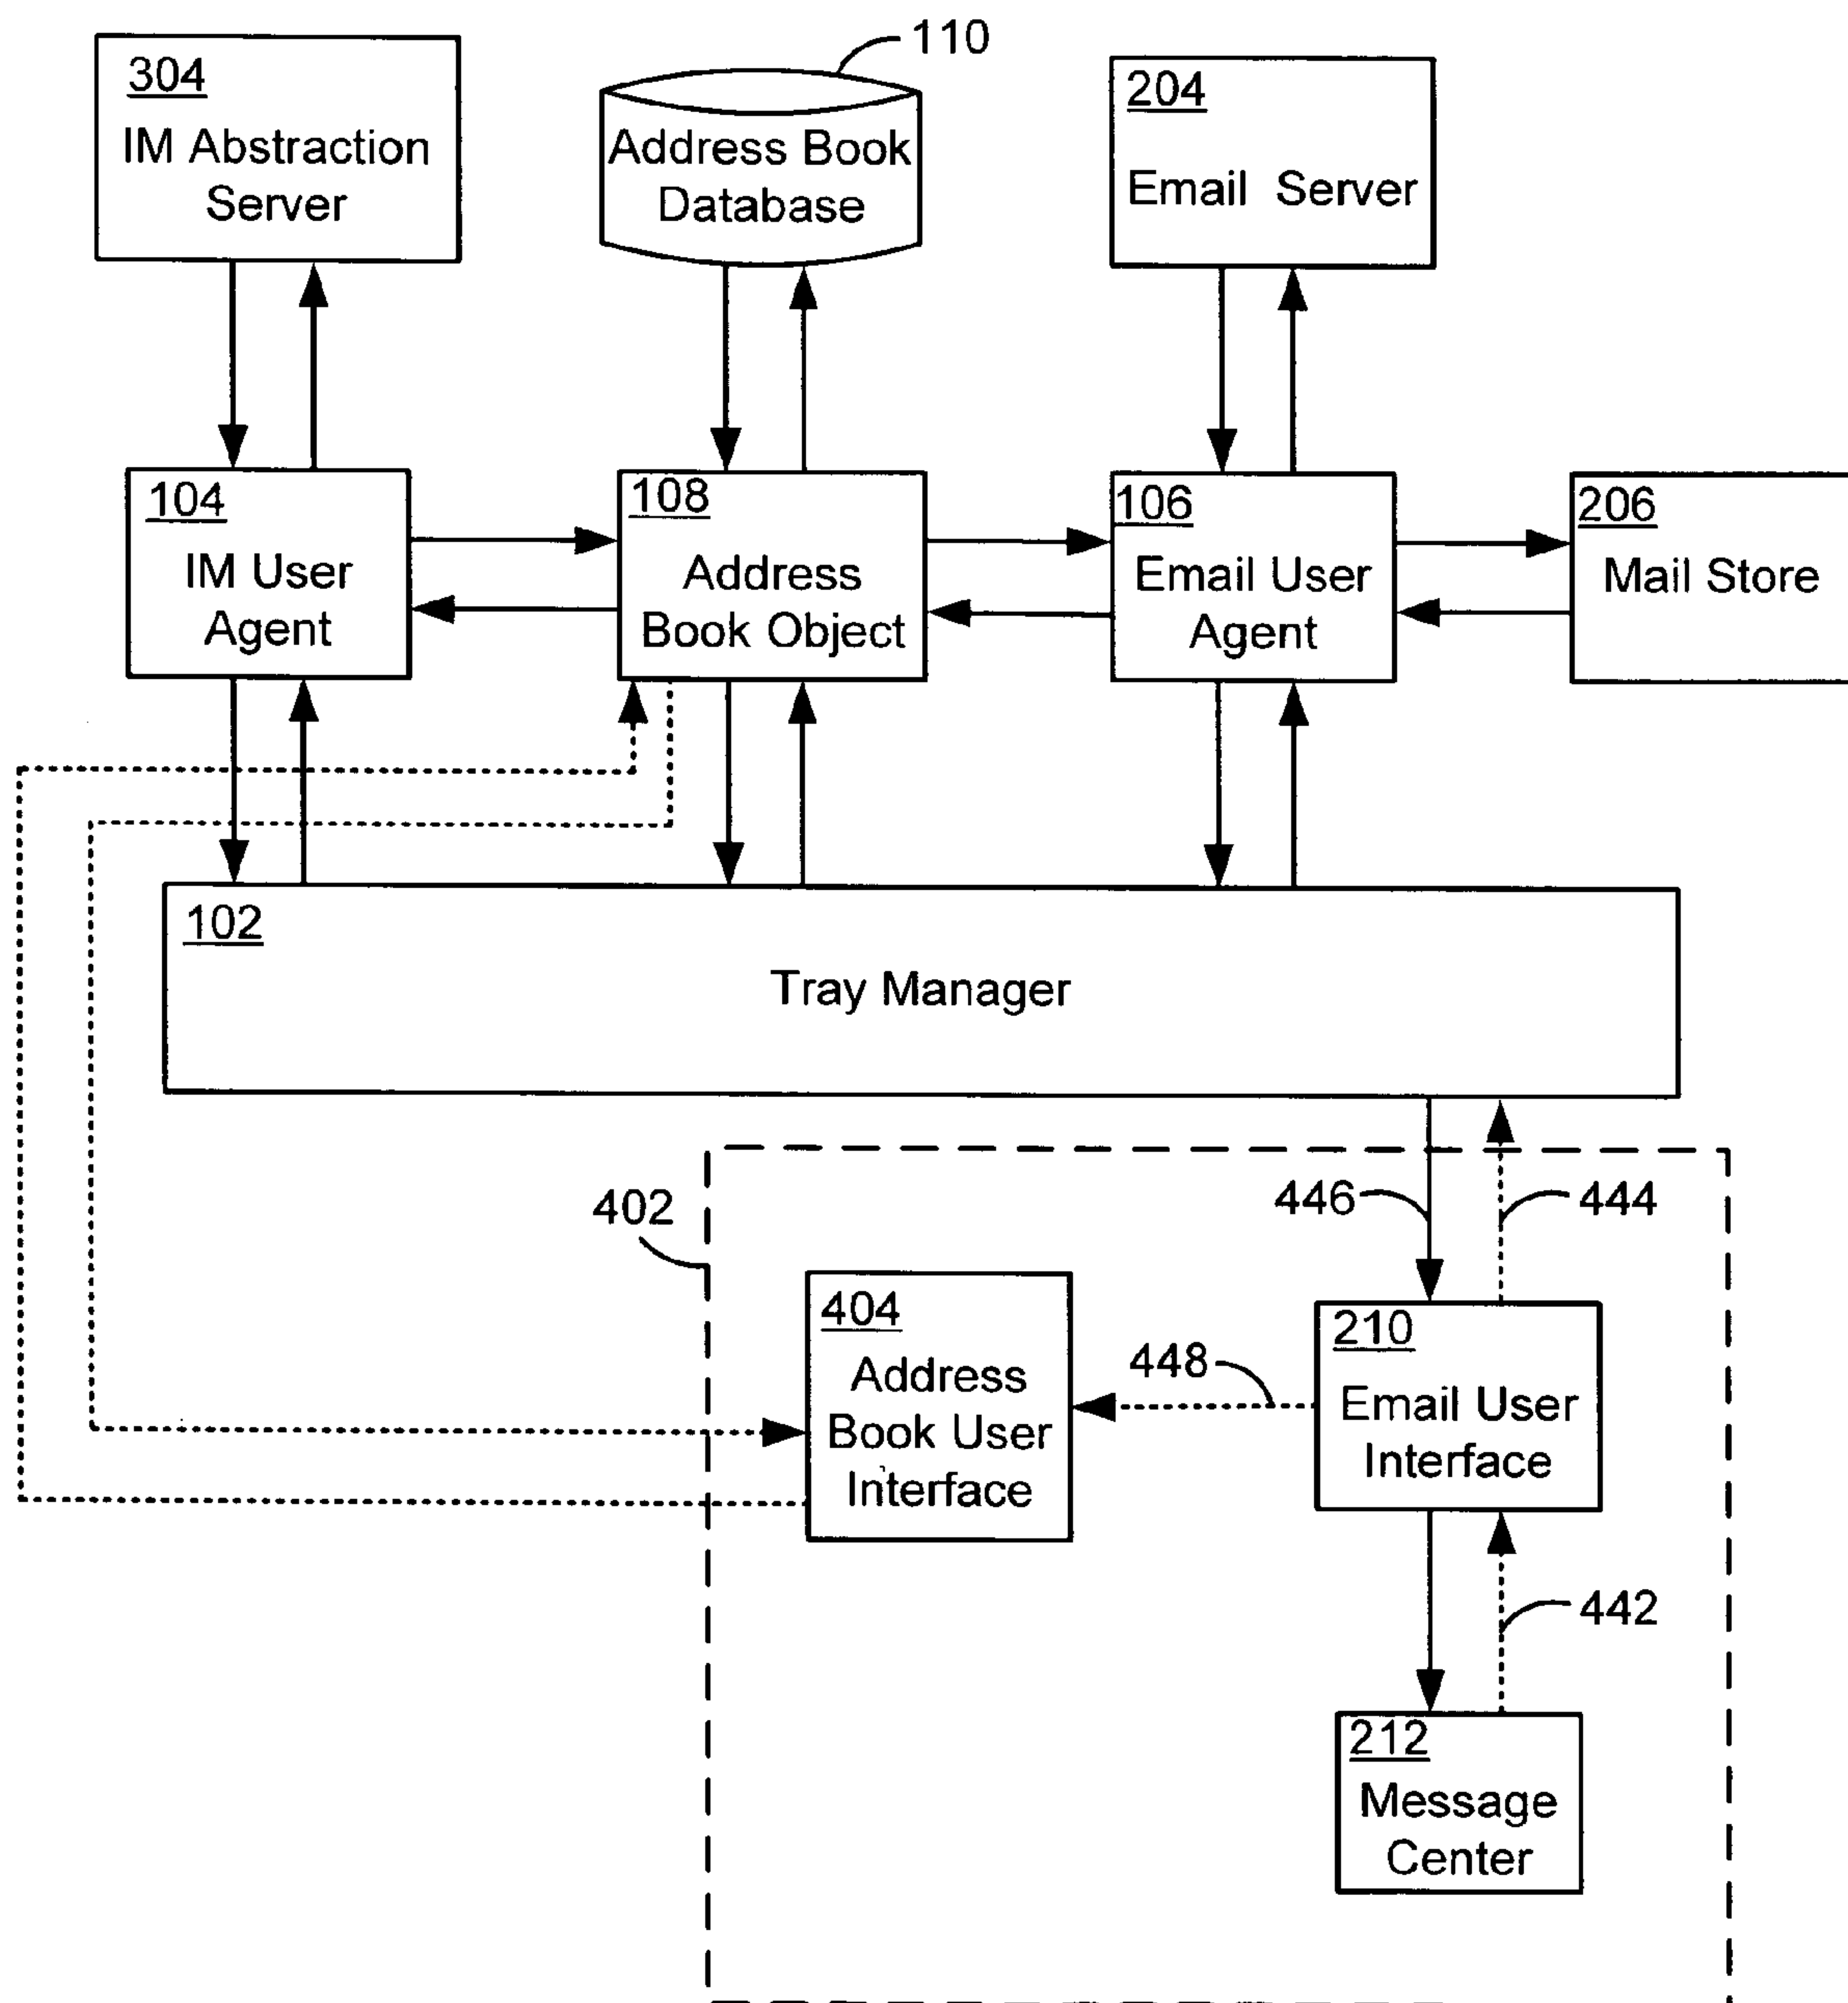 110
304
IM Abstraction
Server
Address Book
Database
204
Email Server
104
IM User
Agent
108
Address
Book Object
106
Email User
Agent
206
Mail Store
102
Tray Manager
402
446
444
404
Address
Book User
Interface
448
210
Email User
Interface
442
212
Message
Center